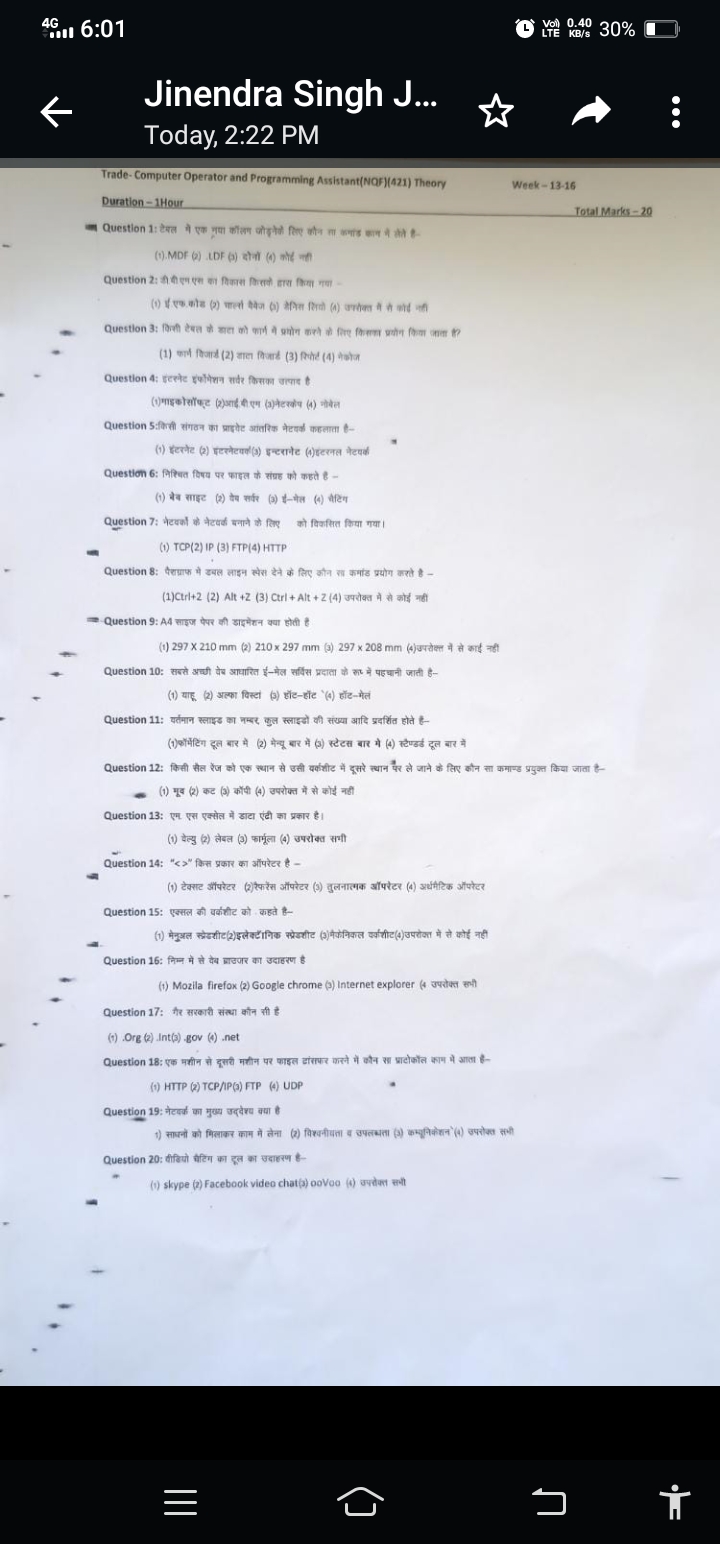 4G 6:01
Vo) LTE 0.40 KB/s 30%
Jinendra Singh J...
Today, 2:22 PM
Trade- Computer Operator and Programming Assistant(NQF)(421) Theory Week – 13-16
Duration – 1Hour Total Marks – 20
Question 1: टेबल में एक नया कॉलम जोड़नेके लिए कौन सा कमांड काम में लेते है–
(1).MDF (2) .LDF (3) दोनों (4) कोई नहीं
Question 2: डी बी एम एस का विकास किसके द्वारा किया गया -
(1) ई.एफ.कोड (2) चार्ल्स बैबेज (3) डेनिस रिची (4) उपरोक्त में से कोई नहीं
Question 3: किसी टेबल के डाटा को फार्म में प्रयोग करने के लिए किसका प्रयोग किया जाता है?
(1) फार्म विजार्ड (2) डाटा विजार्ड (3) रिपोर्ट (4) मेक्रोज
Question 4: इंटरनेट इंफोमेशन सर्वर किसका उत्पाद है
(1)माइकोसॉफ्ट (2)आई.बी.एम (3)नेटस्केप (4) नोवेल
Question 5:किसी संगठन का प्राइवेट आंतरिक नेटवर्क कहलाता है–
(1) इंटरनेट (2) इंटरनेटवर्क(3) इन्टरानेट (4)इंटरनल नेटवर्क
Question 6: निश्चित विषय पर फाइल के संग्रह को कहते है –
(1) बेब साइट (2) वेब सर्वर (3) ई–मेल (4) चैटिंग
Question 7: नेटवर्कों के नेटवर्क बनाने के लिए को विकसित किया गया।
(1) TCP(2) IP (3) FTP(4) HTTP
Question 8: पैराग्राफ में डबल लाइन स्पेस देने के लिए कौन सा कमांड प्रयोग करते है –
(1)Ctrl+2 (2) Alt +Z (3) Ctrl + Alt + Z (4) उपरोक्त में से कोई नहीं
Question 9: A4 साइज पेपर की डाइमेंशन क्या होती है
(1) 297 X 210 mm (2) 210 x 297 mm (3) 297 x 208 mm (4)उपरोक्त में से कोई नहीं
Question 10: सबसे अच्छी वेब आधारित ई–मेल सर्विस प्रदाता के रूप में पहचानी जाती है–
(1) याहू (2) अल्फा विस्टा (3) हॉट–हॉट (4) हॉट–मेल
Question 11: वर्तमान स्लाइड का नम्बर, कुल स्लाइडों की संख्या आदि प्रदर्शित होते है–
(1)फॉर्मेटिंग टूल बार में (2) मेन्यू बार में (3) स्टेटस बार में (4) स्टैण्डर्ड टूल बार में
Question 12: किसी सैल रेंज को एक स्थान से उसी वर्कशीट में दूसरे स्थान पर ले जाने के लिए कौन सा कमाण्ड प्रयुक्त किया जाता है–
(1) मूव (2) कट (3) कॉपी (4) उपरोक्त में से कोई नहीं
Question 13: एम. एस एक्सेल में डाटा एंट्री का प्रकार है।
(1) वेल्यु (2) लेबल (3) फार्मूला (4) उपरोक्त सभी
Question 14: "<>" किस प्रकार का ऑपरेटर है –
(1) टेक्सट ऑपरेटर (2)रैफरेंस ऑपरेटर (3) तुलनात्मक ऑपरेटर (4) अर्थमैटिक ऑपरेटर
Question 15: एक्सल की वर्कशीट को कहते है–
(1) मेनुअल स्प्रेडशीट(2)इलेक्ट्रॉनिक स्प्रेडशीट (3)मैकेनिकल वर्कशीट(4)उपरोक्त में से कोई नहीं
Question 16: निम्न में से वेब ब्राउजर का उदाहरण है
(1) Mozila firefox (2) Google chrome (3) Internet explorer (4 उपरोक्त सभी
Question 17: गैर सरकारी संस्था कौन सी है
(1) .Org (2) .Int(3) .gov (4) .net
Question 18: एक मशीन से दूसरी मशीन पर फाइल ट्रांसफर करने में कौन सा प्रोटोकॉल काम में आता है–
(1) HTTP (2) TCP/IP(3) FTP (4) UDP
Question 19: नेटवर्क का मुख्य उद्देश्य क्या है
1) साधनों को मिलाकर काम में लेना (2) विश्वनीयता व उपलब्धता (3) कम्यूनिकेशन (4) उपरोक्त सभी
Question 20: वीडियो चैटिंग का टूल का उदाहरण है–
(1) skype (2) Facebook video chat(3) ooVoo (4) उपरोक्त सभी